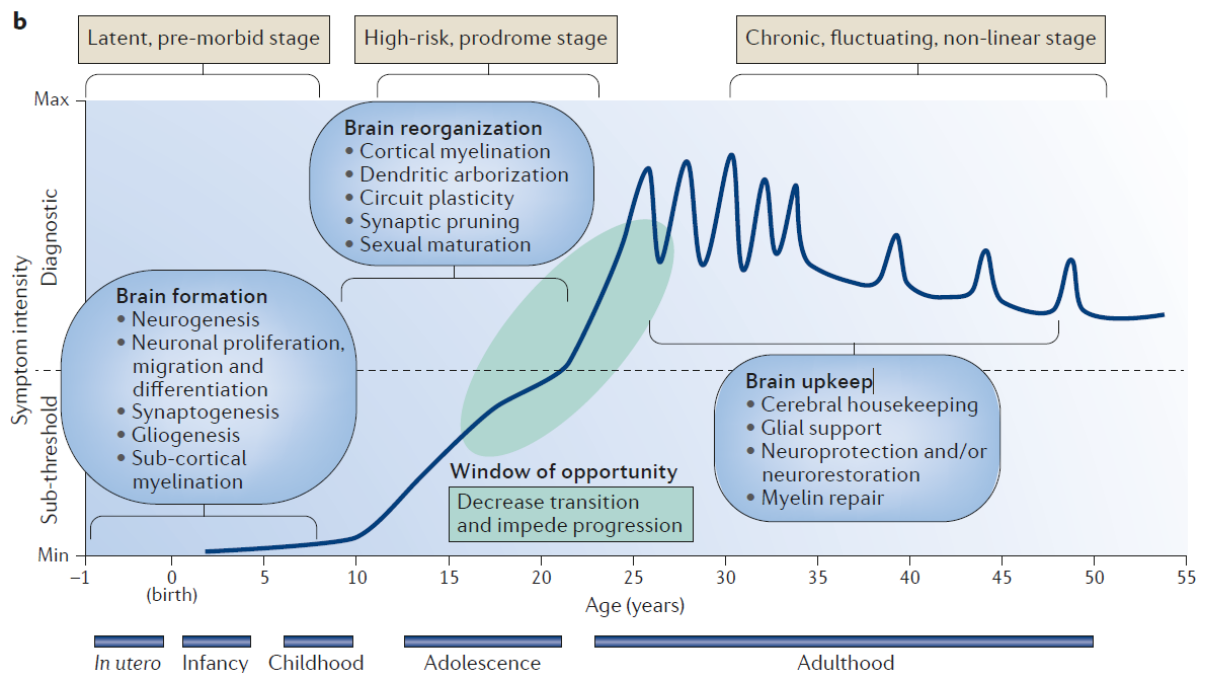 b
Latent, pre-morbid stage
High-risk, prodrome stage
Chronic, fluctuating, non-linear stage
Max
Brain reorganization
• Cortical myelination
• Dendritic arborization
• Circuit plasticity
• Synaptic pruning
• Sexual maturation
Diagnostic
Symptom intensity
Sub-threshold
Brain formation
• Neurogenesis
• Neuronal proliferation,
migration and
differentiation
• Synaptogenesis
• Gliogenesis
• Sub-cortical
myelination
Brain upkeep
• Cerebral housekeeping
• Glial support
• Neuroprotection and/or
neurorestoration
• Myelin repair
Window of opportunity
Decrease transition
and impede progression
Min
–1 0 5 10 15 20 25 30 35 40 45 50 55
(birth)
Age (years)
In utero Infancy Childhood Adolescence Adulthood